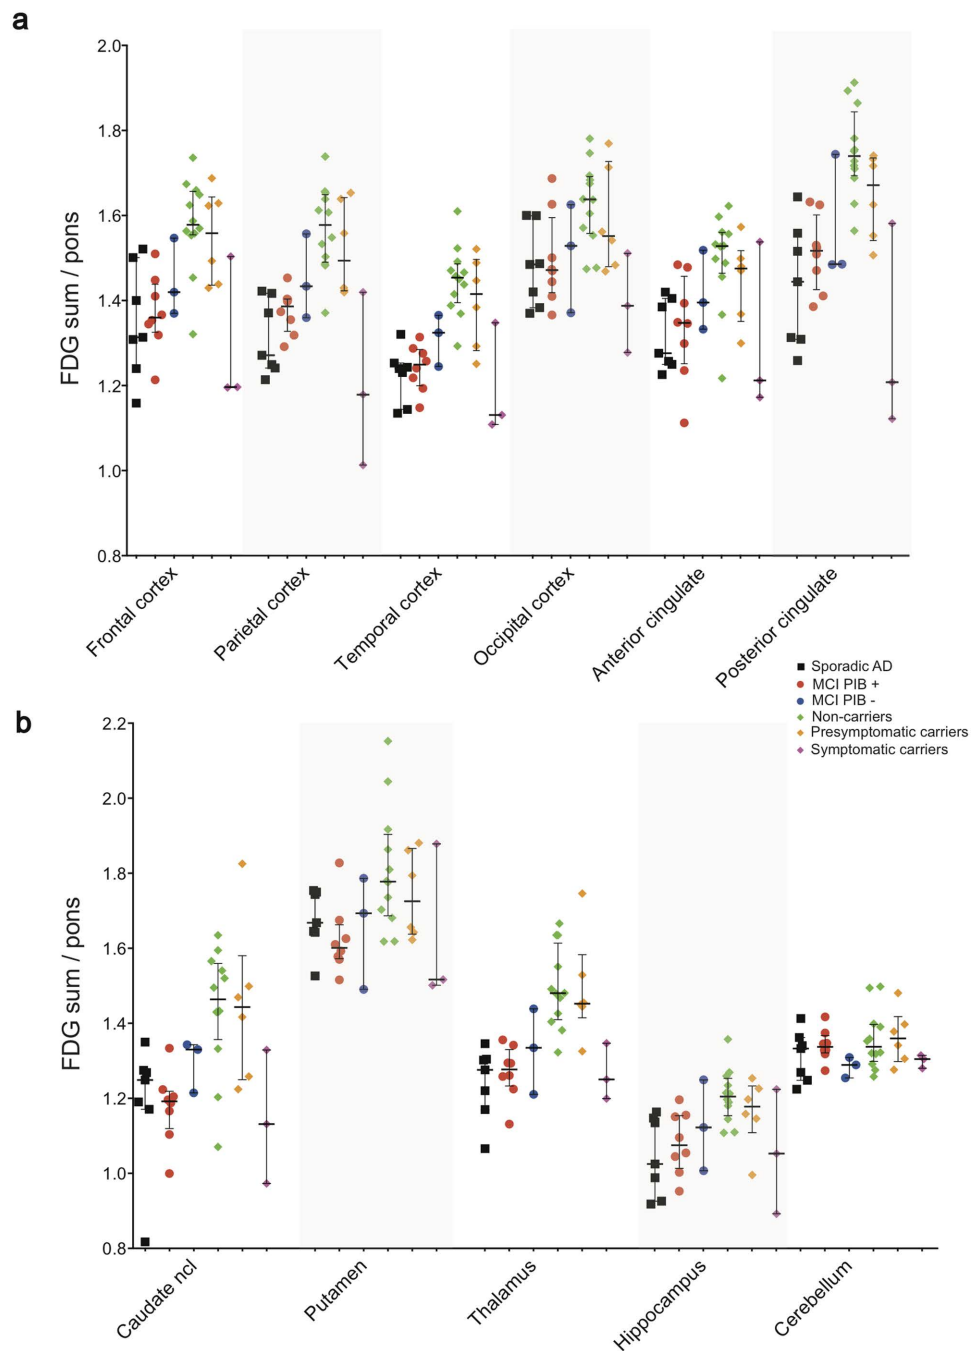 a
2.0
1.8
1.6
1.4
1.2
1.0
0.8
FDG sum / pons
Frontal cortex
Parietal cortex
Temporal cortex
Occipital cortex
Anterior cingulate
Posterior cingulate
Sporadic AD
MCI PIB +
MCI PIB -
Non-carriers
Presymptomatic carriers
Symptomatic carriers
b
2.2
2.0
1.8
1.6
1.4
1.2
1.0
0.8
FDG sum / pons
Caudate ncl
Putamen
Thalamus
Hippocampus
Cerebellum